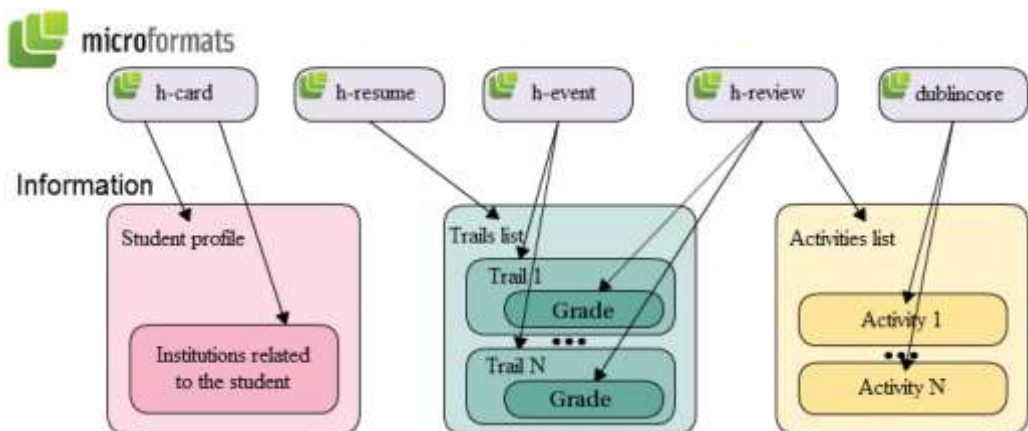 microformats
h-card
h-resume
h-event
h-review
dublincore
Information
Student profile
Institutions related
to the student
Trails list
Trail 1
Grade
•••
Trail N
Grade
Activities list
Activity 1
•••
Activity N